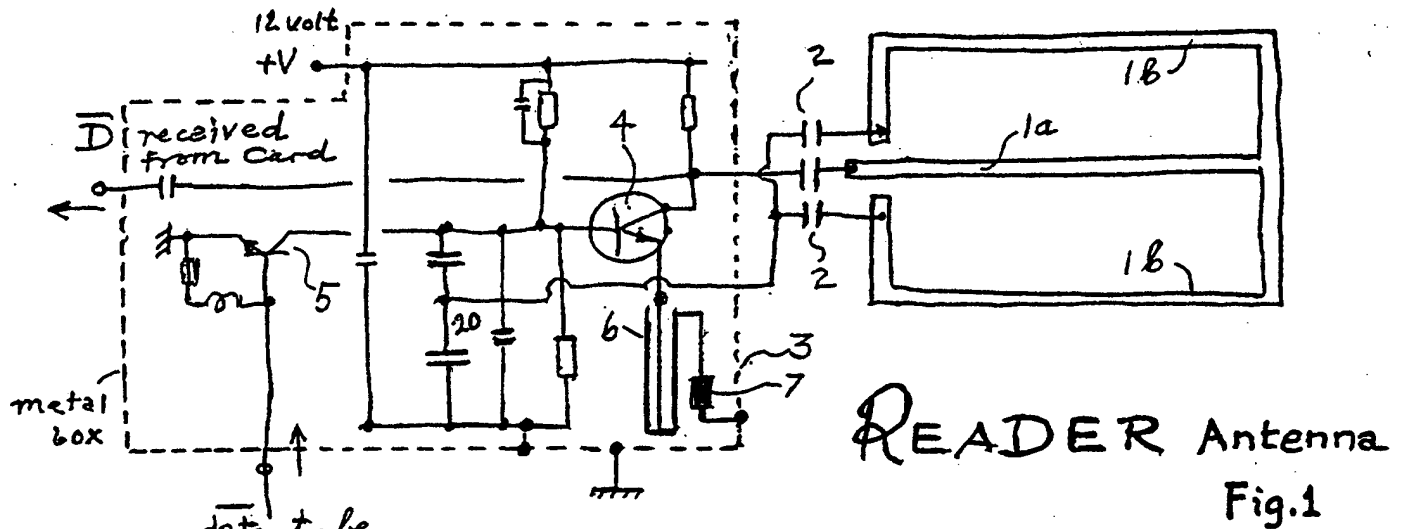 12 volt
+V
D received
from Card
4
2
1b
1a
5
20
6
2
1b
3
7
metal
box
READER Antenna
Fig.1